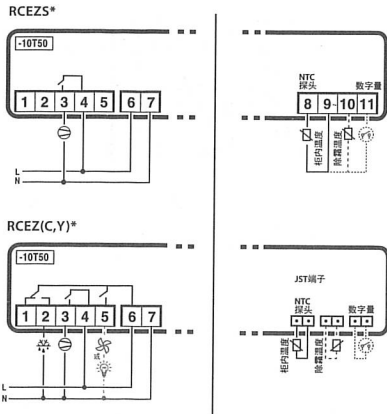 RCEZS*
-10T50
1 2 3 4 5 6 7
L
N
NTC
探头
数字量
8 9~ 10 11
柜内温度
除霜温度
RCEZ(C,Y)*
-10T50
1 2 3 4 5 6 7
或
L
N
JST端子
NTC
探头
数字量
柜内温度
除霜温度